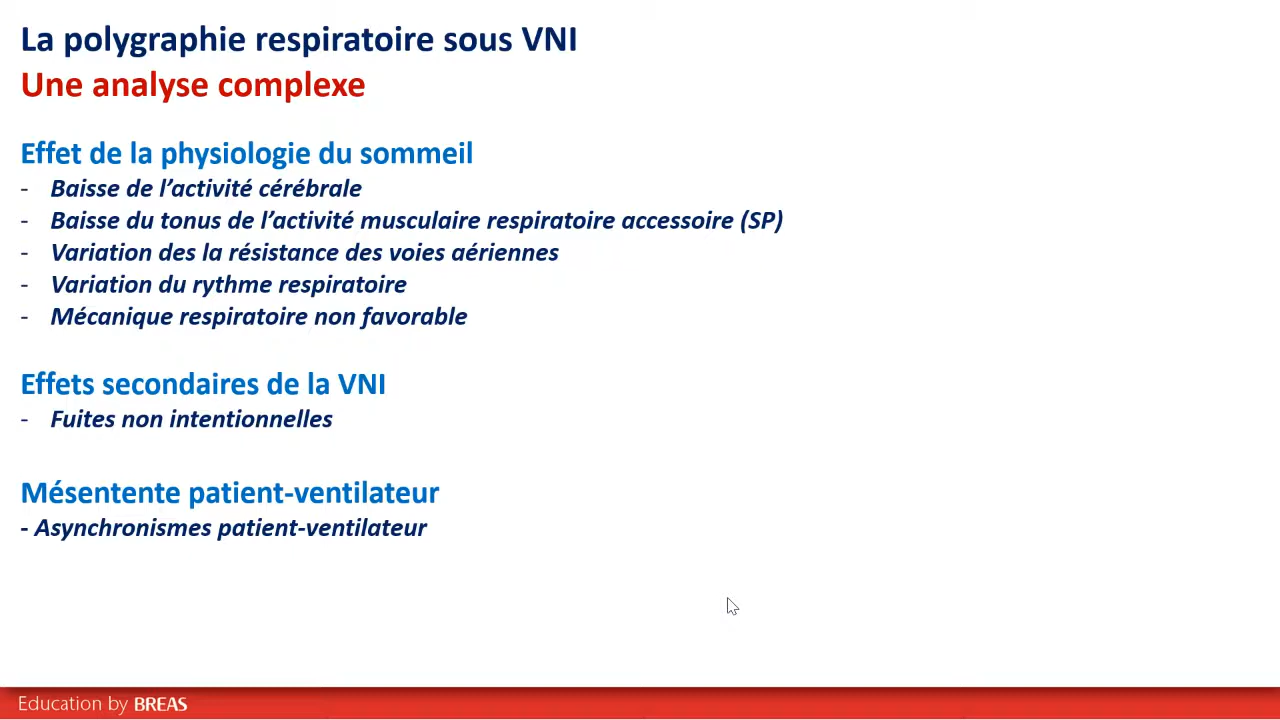 La polygraphie respiratoire sous VNI
Une analyse complexe
Effet de la physiologie du sommeil
- Baisse de l’activité cérébrale
- Baisse du tonus de l’activité musculaire respiratoire accessoire (SP)
- Variation des la résistance des voies aériennes
- Variation du rythme respiratoire
- Mécanique respiratoire non favorable
Effets secondaires de la VNI
- Fuites non intentionnelles
Mésentente patient-ventilateur
- Asynchronismes patient-ventilateur
Education by BREAS